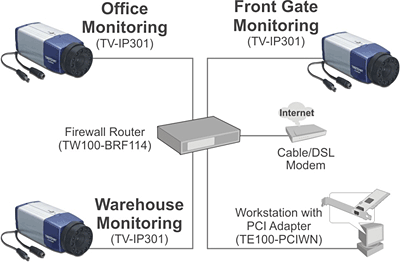 Office
Monitoring
(TV-IP301)
Front Gate
Monitoring
(TV-IP301)
Firewall Router
(TW100-BRF114)
Internet
Cable/DSL
Modem
Warehouse
Monitoring
(TV-IP301)
Workstation with
PCI Adapter
(TE100-PCIWN)